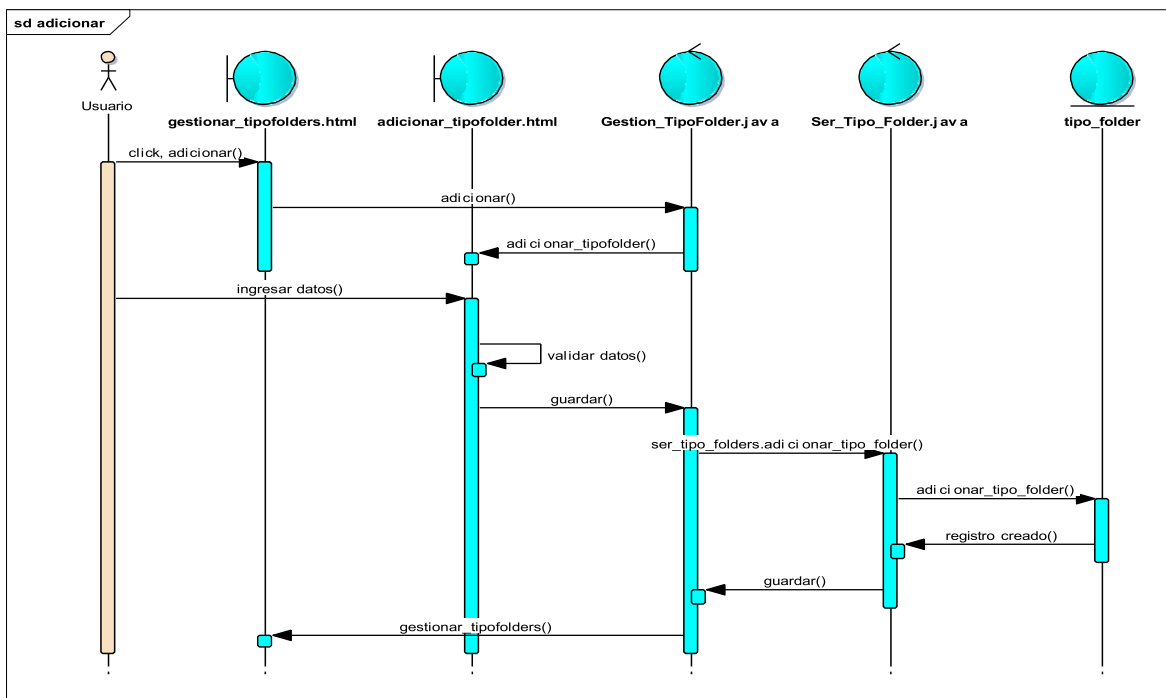 sd adicionar
Usuario
gestionar_tipofolders.html
adicionar_tipofolder.html
Gestion_TipoFolder.java
Ser_Tipo_Folder.java
tipo_folder
click, adicionar()
adicionar()
adicionar_tipofolder()
ingresar datos()
validar datos()
guardar()
ser_tipo_folders.adicionar_tipo_folder()
adicionar_tipo_folder()
registro creado()
guardar()
gestionar_tipofolders()